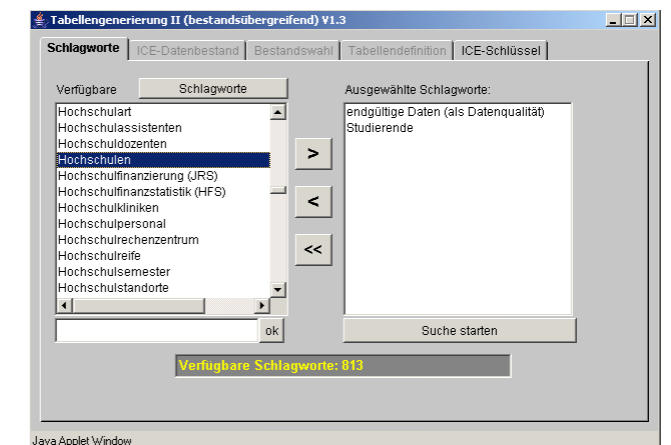 Tabellengenerierung II (bestandsübergreifend) V1.3
Schlagworte ICE-Datenbestand Bestandswahl Tabellendefinition ICE-Schlüssel
Verfügbare Schlagworte Ausgewählte Schlagworte:
Hochschulart
Hochschulassistenten
Hochschuldozenten
Hochschulen
Hochschulfinanzierung (JRS)
Hochschulfinanzstatistik (HFS)
Hochschulkliniken
Hochschulpersonal
Hochschulrechenzentrum
Hochschulreife
Hochschulsemester
Hochschulstandorte
>
<
<<
endgültige Daten (als Datenqualität)
Studierende
ok Suche starten
Verfügbare Schlagworte: 813
Java Applet Window